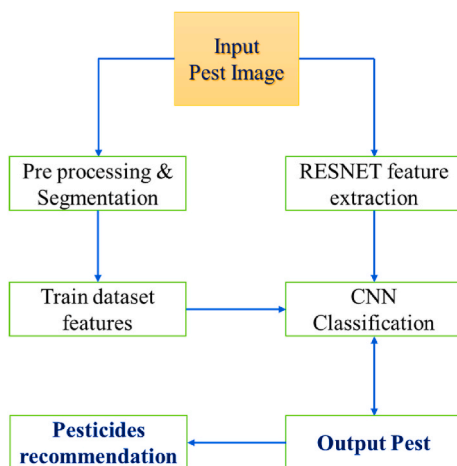 Input
Pest Image
Pre processing &
Segmentation
RESNET feature
extraction
Train dataset
features
CNN
Classification
Pesticides
recommendation
Output Pest